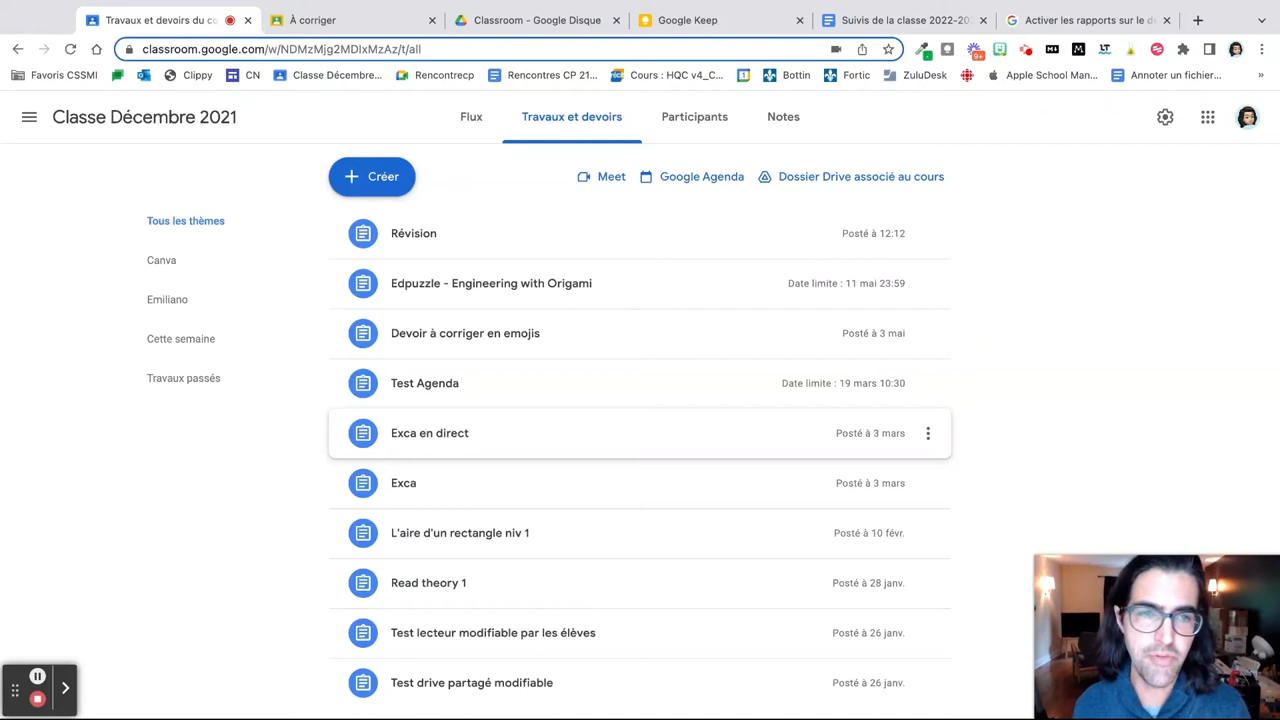 Travaux et devoirs du co
À corriger
Classroom - Google Disque
Google Keep
Suivis de la classe 2022-202
Activer les rapports sur le de
classroom.google.com/w/NDMzMjg2MDIxMzAz/t/all
Favoris CSSMI
Clippy
CN
Classe Décembre...
Rencontrecp
Rencontres CP 21...
Cours : HQC v4_C...
Bottin
Fortic
ZuluDesk
Apple School Man...
Annoter un fichier...
Classe Décembre 2021
Flux
Travaux et devoirs
Participants
Notes
Créer
Meet
Google Agenda
Dossier Drive associé au cours
Tous les thèmes
Canva
Emiliano
Cette semaine
Travaux passés
Révision
Posté à 12:12
Edpuzzle - Engineering with Origami
Date limite : 11 mai 23:59
Devoir à corriger en emojis
Posté à 3 mai
Test Agenda
Date limite : 19 mars 10:30
Exca en direct
Posté à 3 mars
Exca
Posté à 3 mars
L'aire d'un rectangle niv 1
Posté à 10 févr.
Read theory 1
Posté à 28 janv.
Test lecteur modifiable par les élèves
Posté à 26 janv.
Test drive partagé modifiable
Posté à 26 janv.